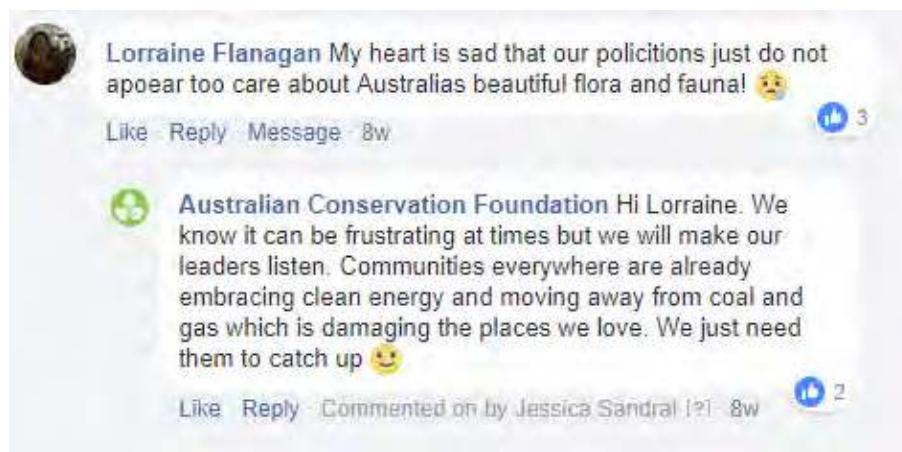 Lorraine Flanagan My heart is sad that our policitions just do not
apoear too care about Australias beautiful flora and fauna! 😢
Like Reply Message 8w
3
Australian Conservation Foundation Hi Lorraine. We
know it can be frustrating at times but we will make our
leaders listen. Communities everywhere are already
embracing clean energy and moving away from coal and
gas which is damaging the places we love. We just need
them to catch up 🙂
2
Like Reply Commented on by Jessica Sandral [?] 8w